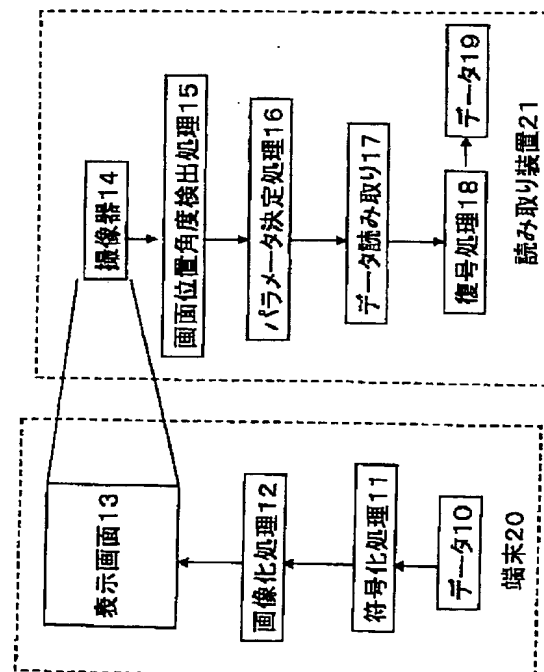 表示画面13
画像化処理12
符号化処理11
データ10
端末20
撮像器14
画面位置角度検出処理15
パラメータ決定処理16
データ読み取り17
復号処理18
データ19
読み取り装置21